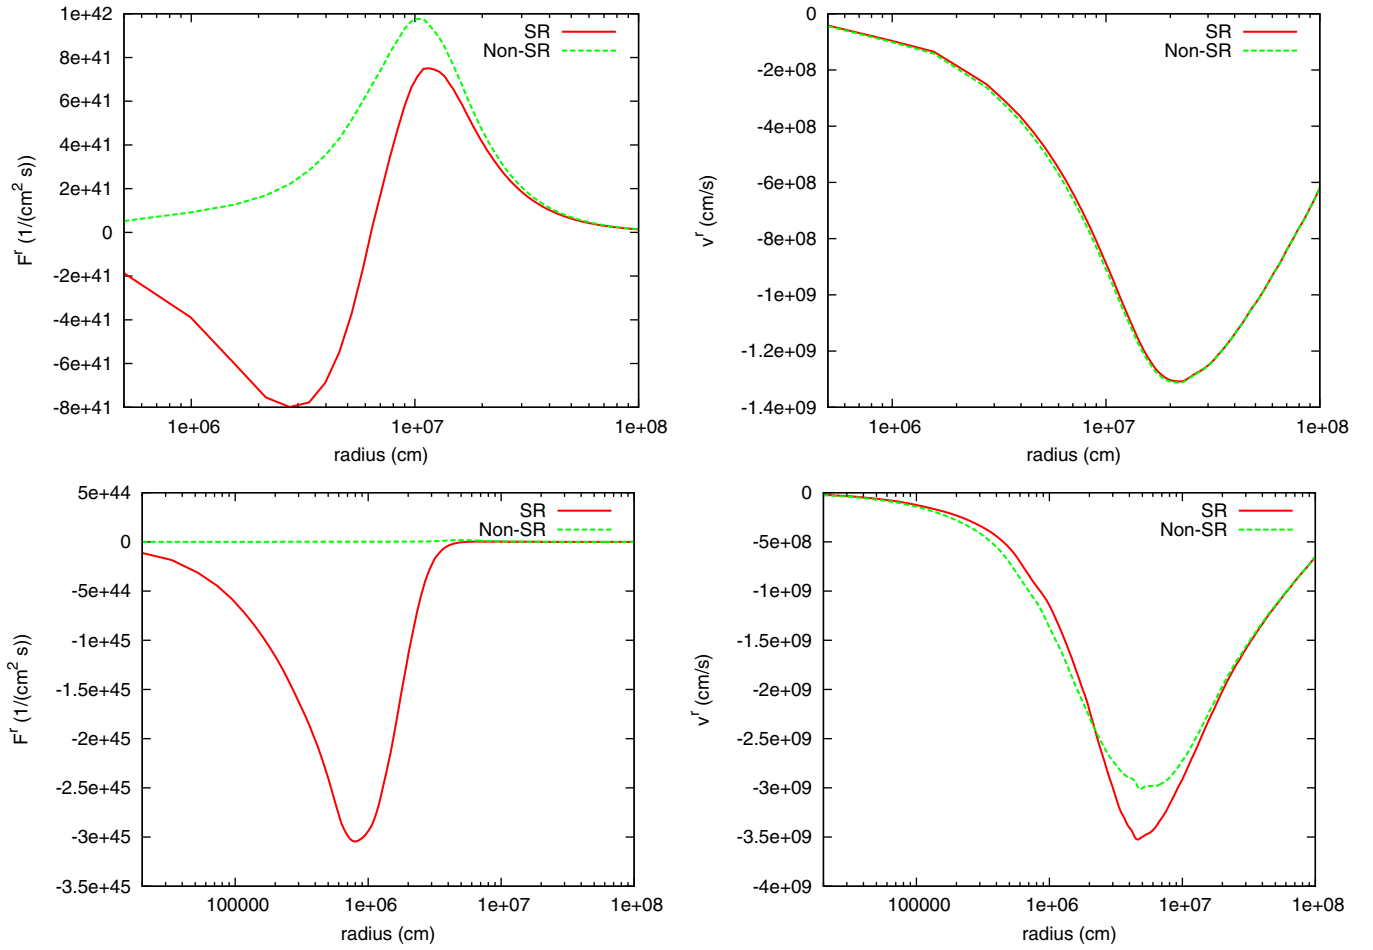 1e+42
8e+41
6e+41
4e+41
2e+41
0
-2e+41
-4e+41
-6e+41
-8e+41
F^r (1/(cm^2 s))
SR
Non-SR
1e+06 1e+07 1e+08
radius (cm)
0
-2e+08
-4e+08
-6e+08
-8e+08
-1e+09
-1.2e+09
-1.4e+09
v^r (cm/s)
SR
Non-SR
1e+06 1e+07 1e+08
radius (cm)
5e+44
0
-5e+44
-1e+45
-1.5e+45
-2e+45
-2.5e+45
-3e+45
-3.5e+45
F^r (1/(cm^2 s))
SR
Non-SR
100000 1e+06 1e+07 1e+08
radius (cm)
0
-5e+08
-1e+09
-1.5e+09
-2e+09
-2.5e+09
-3e+09
-3.5e+09
-4e+09
v^r (cm/s)
SR
Non-SR
100000 1e+06 1e+07 1e+08
radius (cm)